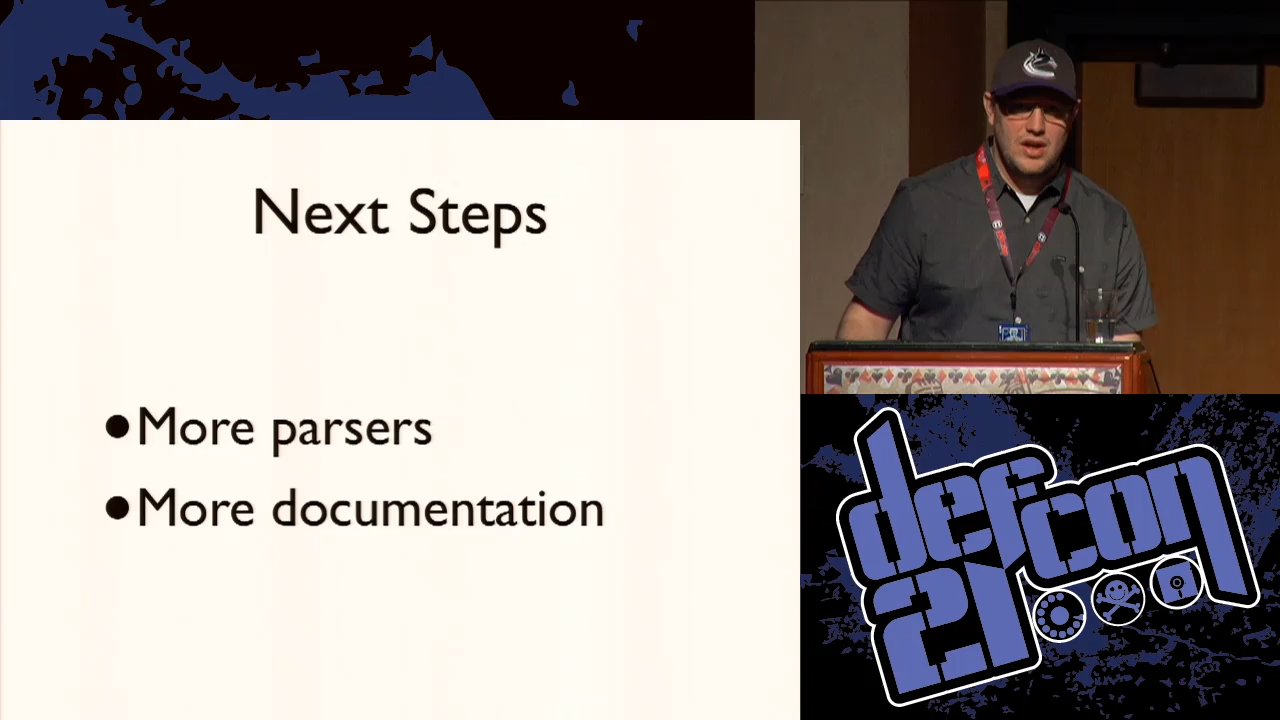 Next Steps
●More parsers
●More documentation
defcon
21